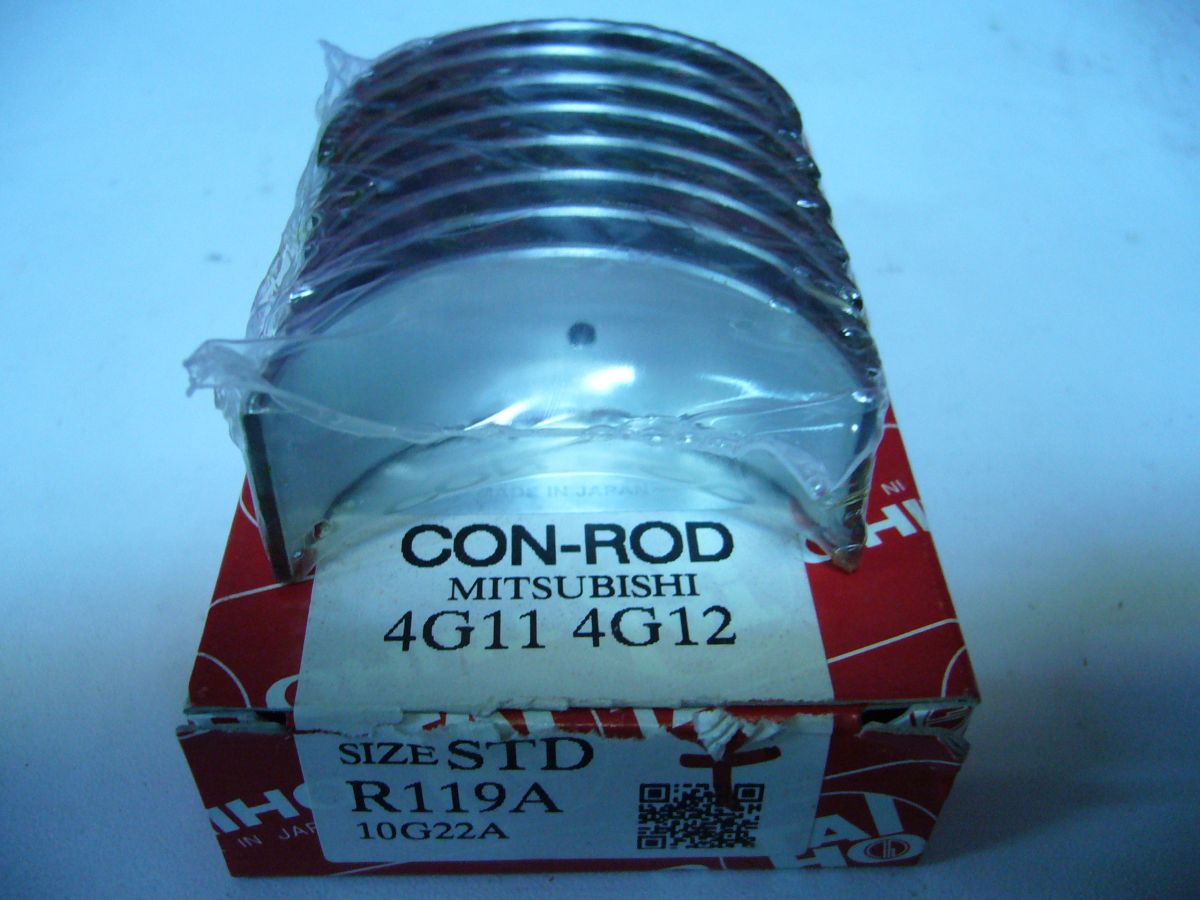 MADE IN JAPAN
CON-ROD
MITSUBISHI
4G11 4G12
SIZE STD
R119A
10G22A